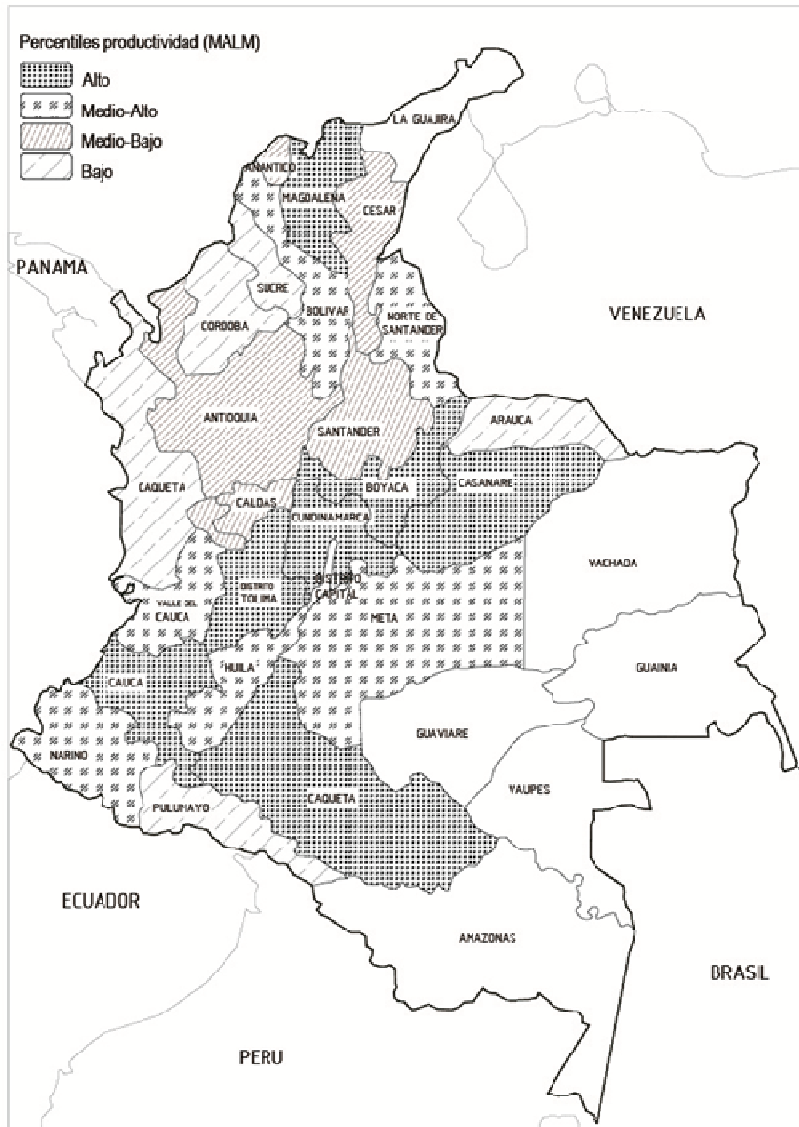 Percentiles productividad (MALM)
Alto
Medio-Alto
Medio-Bajo
Bajo
LA GUAJIRA
MAGDALENA
CESAR
PANAMA
SUCRE
BOLIVAR
CORDOBA
NORTE DE
SANTANDER
VENEZUELA
ANTIOQUIA
SANTANDER
ARAUCA
CAQUETA
CALDAS
BOYACA
CASANARE
CUNDINAMARCA
DISTRITO
CAPITAL
DISTRITO
TOLIMA
VALLE DEL
CAUCA
META
VACHADA
GUAINIA
HUILA
CAUCA
NARINO
GUAVIARE
PULUMAYO
CAQUETA
VAUPES
ECUADOR
AMAZONAS
BRASIL
PERU